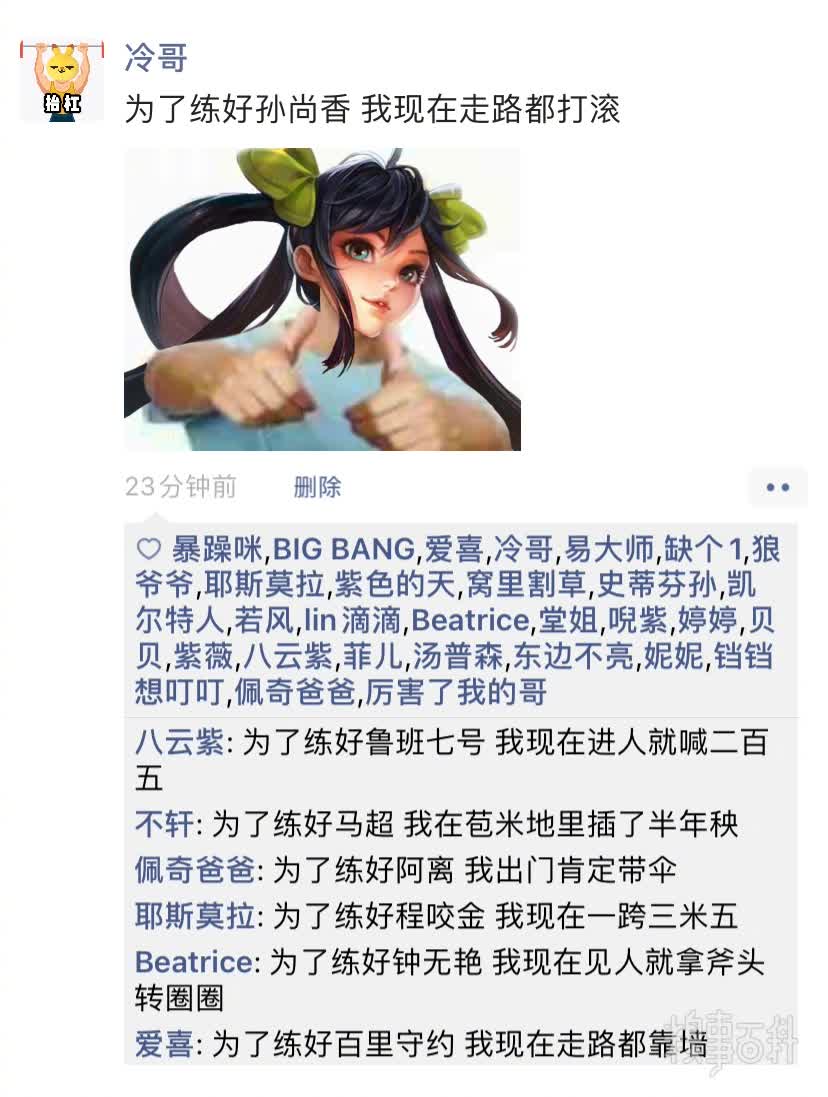 抬杠
冷哥
为了练好孙尚香 我现在走路都打滚
23分钟前
删除
暴躁咪,BIG BANG,爱喜,冷哥,易大师,缺个1,狼
爷爷,耶斯莫拉,紫色的天,窝里割草,史蒂芬孙,凯
尔特人,若风,lin滴滴,Beatrice,堂姐,唲紫,婷婷,贝
贝,紫薇,八云紫,菲儿,汤普森,东边不亮,妮妮,铛铛
想叮叮,佩奇爸爸,厉害了我的哥
八云紫: 为了练好鲁班七号 我现在进人就喊二百
五
不轩: 为了练好马超 我在苞米地里插了半年秧
佩奇爸爸: 为了练好阿离 我出门肯定带伞
耶斯莫拉: 为了练好程咬金 我现在一跨三米五
Beatrice: 为了练好钟无艳 我现在见人就拿斧头
转圈圈
爱喜: 为了练好百里守约 我现在走路都靠墙
糗事百科